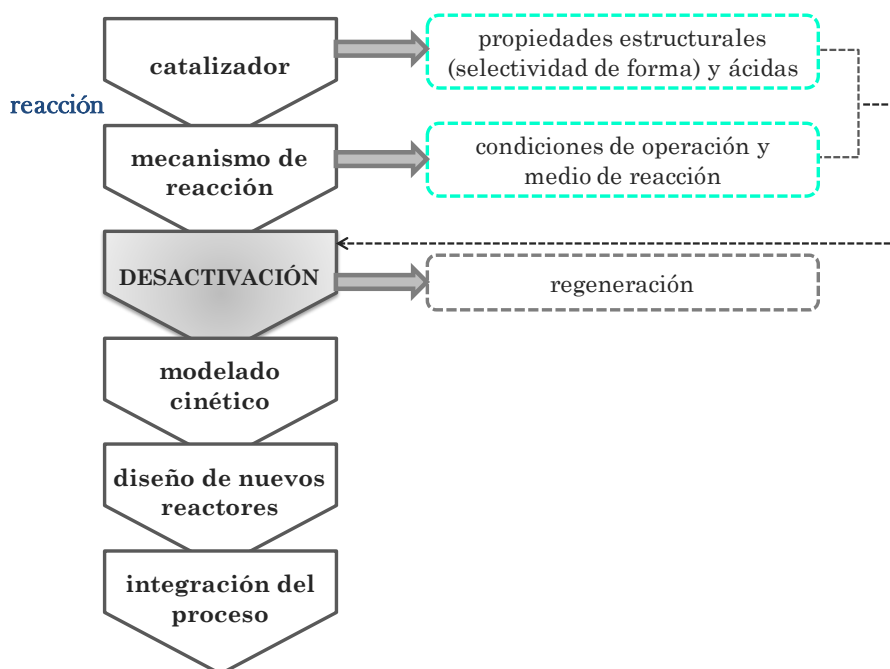 propiedades estructurales
(selectividad de forma) y ácidas
catalizador
reacción
mecanismo de
reacción
condiciones de operación y
medio de reacción
DESACTIVACIÓN
regeneración
modelado
cinético
diseño de nuevos
reactores
integración del
proceso